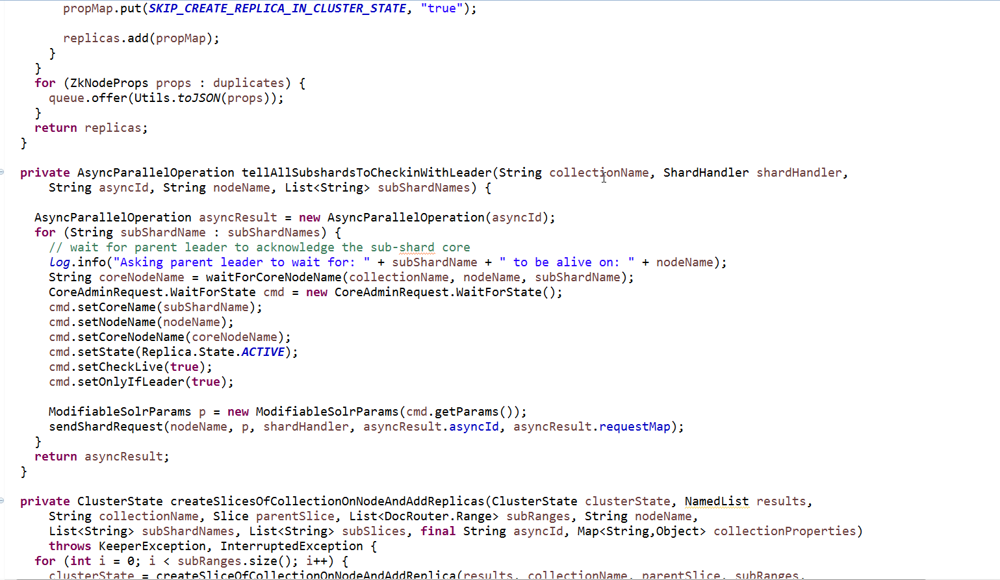 propMap.put(SKIP_CREATE_REPLICA_IN_CLUSTER_STATE, "true");
replicas.add(propMap);
}
}
for (ZkNodeProps props : duplicates) {
queue.offer(Utils.toJSON(props));
}
return replicas;
}
private AsyncParallelOperation tellAllSubshardsToCheckinWithLeader(String collectionName, ShardHandler shardHandler,
String asyncId, String nodeName, List<String> subShardNames) {
AsyncParallelOperation asyncResult = new AsyncParallelOperation(asyncId);
for (String subShardName : subShardNames) {
// wait for parent leader to acknowledge the sub-shard core
log.info("Asking parent leader to wait for: " + subShardName + " to be alive on: " + nodeName);
String coreNodeName = waitForCoreNodeName(collectionName, nodeName, subShardName);
CoreAdminRequest.WaitForState cmd = new CoreAdminRequest.WaitForState();
cmd.setCoreName(subShardName);
cmd.setNodeName(nodeName);
cmd.setCoreNodeName(coreNodeName);
cmd.setState(Replica.State.ACTIVE);
cmd.setCheckLive(true);
cmd.setOnlyIfLeader(true);
ModifiableSolrParams p = new ModifiableSolrParams(cmd.getParams());
sendShardRequest(nodeName, p, shardHandler, asyncResult.asyncId, asyncResult.requestMap);
}
return asyncResult;
}
private ClusterState createSlicesOfCollectionOnNodeAndAddReplicas(ClusterState clusterState, NamedList results,
String collectionName, Slice parentSlice, List<DocRouter.Range> subRanges, String nodeName,
List<String> subShardNames, List<String> subSlices, final String asyncId, Map<String,Object> collectionProperties)
throws KeeperException, InterruptedException {
for (int i = 0; i < subRanges.size(); i++) {
clusterState = createSliceOfCollectionOnNodeAndAddReplica(results, collectionName, parentSlice, subRanges,